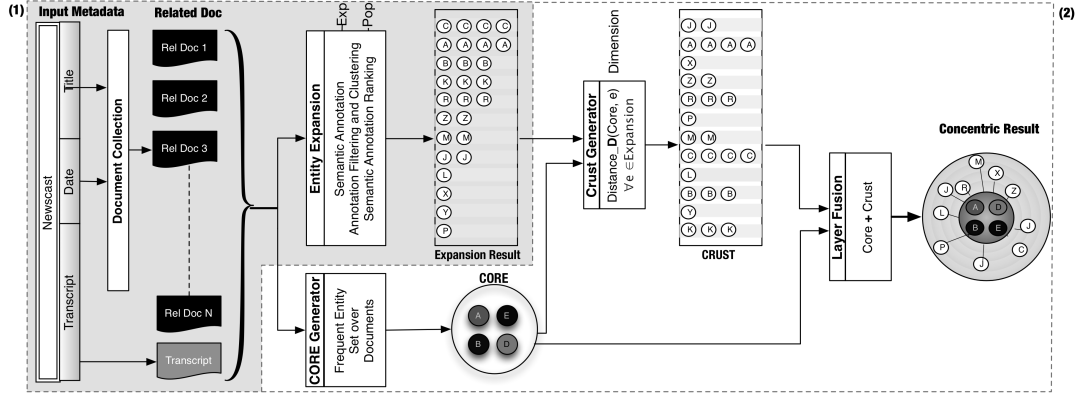 (1)
Input Metadata
Related Doc
(2)
Newscast
Title
Date
Transcript
Document Collection
Rel Doc 1
Rel Doc 2
Rel Doc 3
Rel Doc N
Transcript
Entity Expansion
Semantic Annotation
Annotation Filtering and Clustering
Semantic Annotation Ranking
Exp
Pop
C C C C
A A A A
B B B
K K K
R R R
Z Z
M M
J J
L
X
Y
P
Expansion Result
CORE Generator
Frequent Entity
Set over
Documents
CORE
A E
B D
Crust Generator
Distance_D(Core, e)
∀e ∈Expansion
Dimension
J J
A A A A
X
Z Z
R R R
P
M M
C C C C
L
B B B
Y
K K K
CRUST
Layer Fusion
Core + Crust
Concentric Result
M
X
J R Z
A D
L
B E J
P
J C